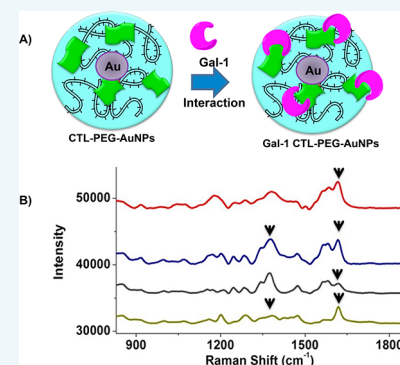 A)
Gal-1
Au
Interaction
Au
CTL-PEG-AuNPs
Gal-1 CTL-PEG-AuNPs
B)
50000
40000
30000
Intensity
900
1200
1500
1800
Raman Shift (cm⁻¹)